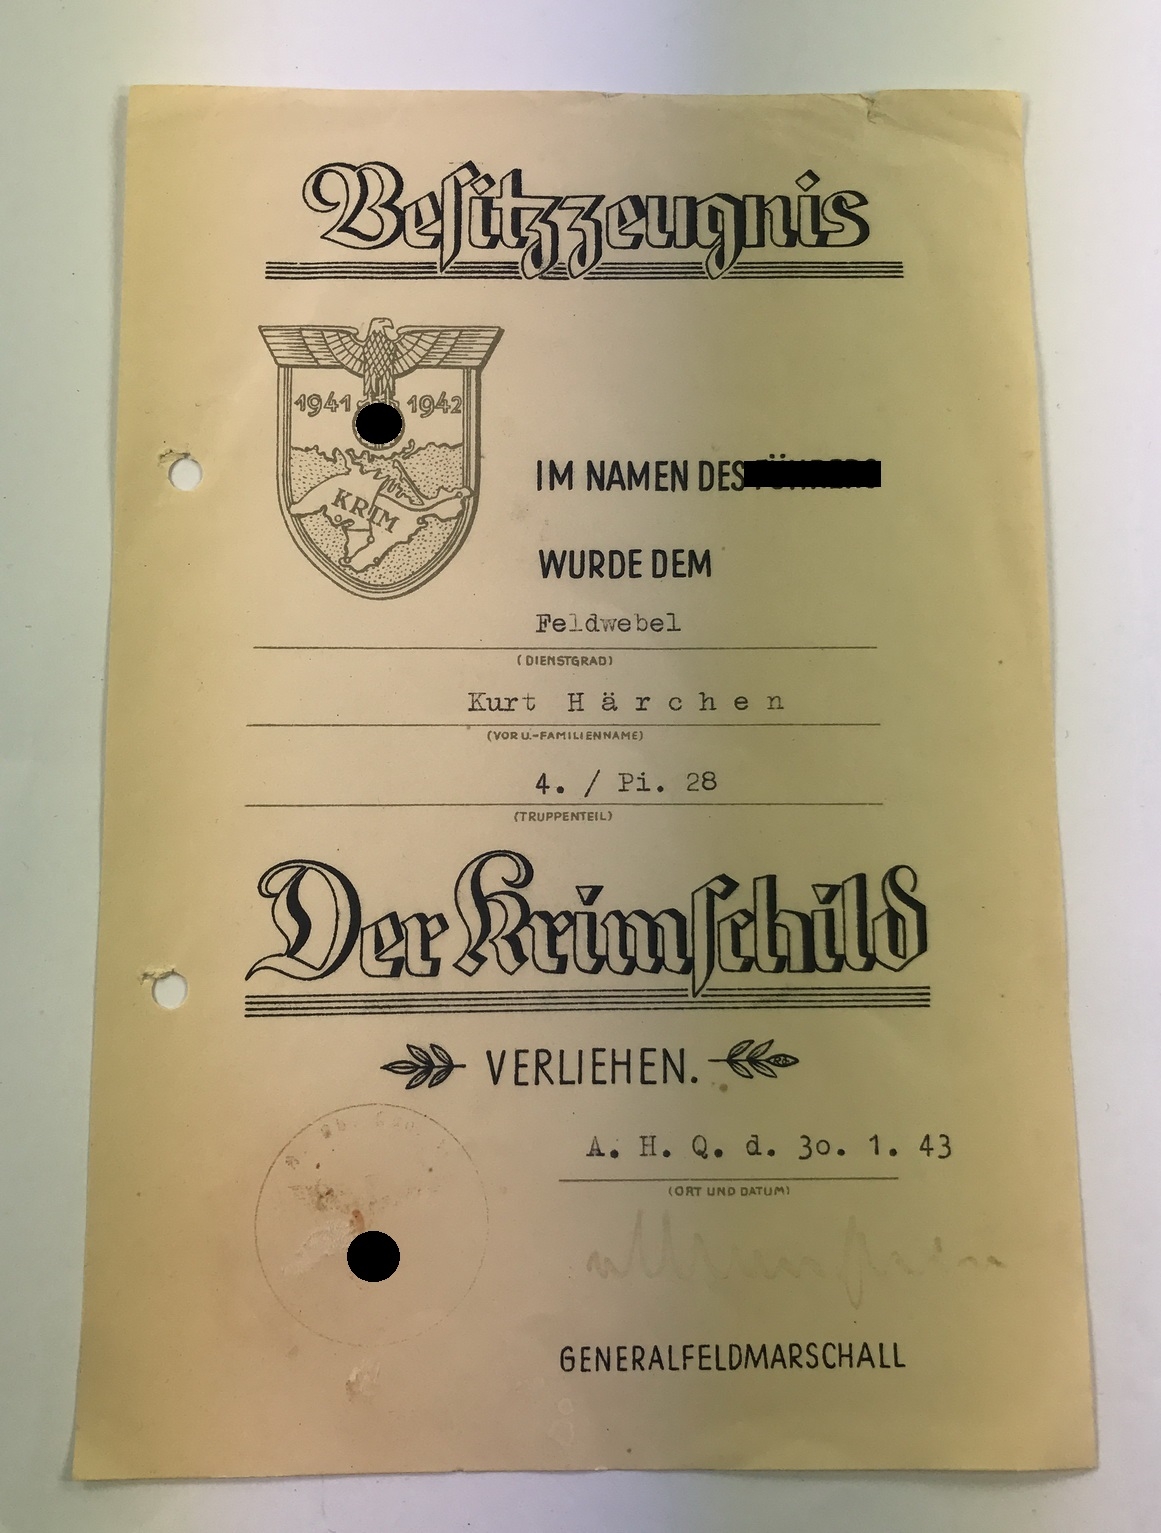 Besitzzeugnis
1941 1942
KRIM
IM NAMEN DES
WURDE DEM
Feldwebel
(DIENSTGRAD)
Kurt Härchen
(VOR U.-FAMILIENNAME)
4. / Pi. 28
(TRUPPENTEIL)
Der Krimschild
VERLIEHEN.
A. H. Q. d. 30. 1. 43
(ORT UND DATUM)
GENERALFELDMARSCHALL